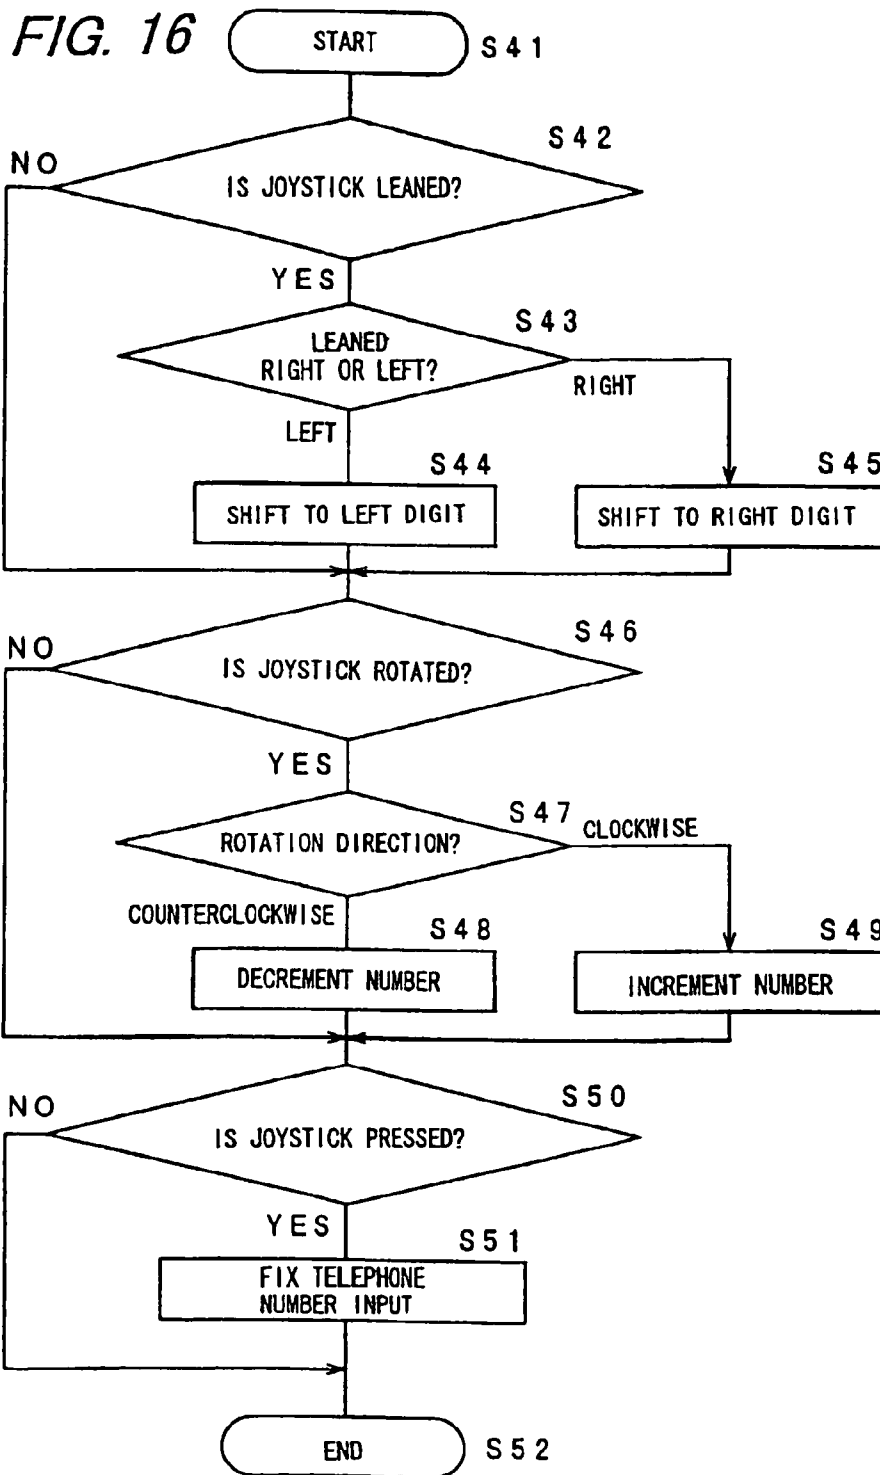 FIG. 16
START
S41
S42
NO
IS JOYSTICK LEANED?
YES
S43
LEANED
RIGHT OR LEFT?
RIGHT
LEFT
S44
S45
SHIFT TO LEFT DIGIT
SHIFT TO RIGHT DIGIT
S46
NO
IS JOYSTICK ROTATED?
YES
S47
CLOCKWISE
ROTATION DIRECTION?
COUNTERCLOCKWISE
S48
S49
DECREMENT NUMBER
INCREMENT NUMBER
S50
NO
IS JOYSTICK PRESSED?
YES
S51
FIX TELEPHONE
NUMBER INPUT
END
S52